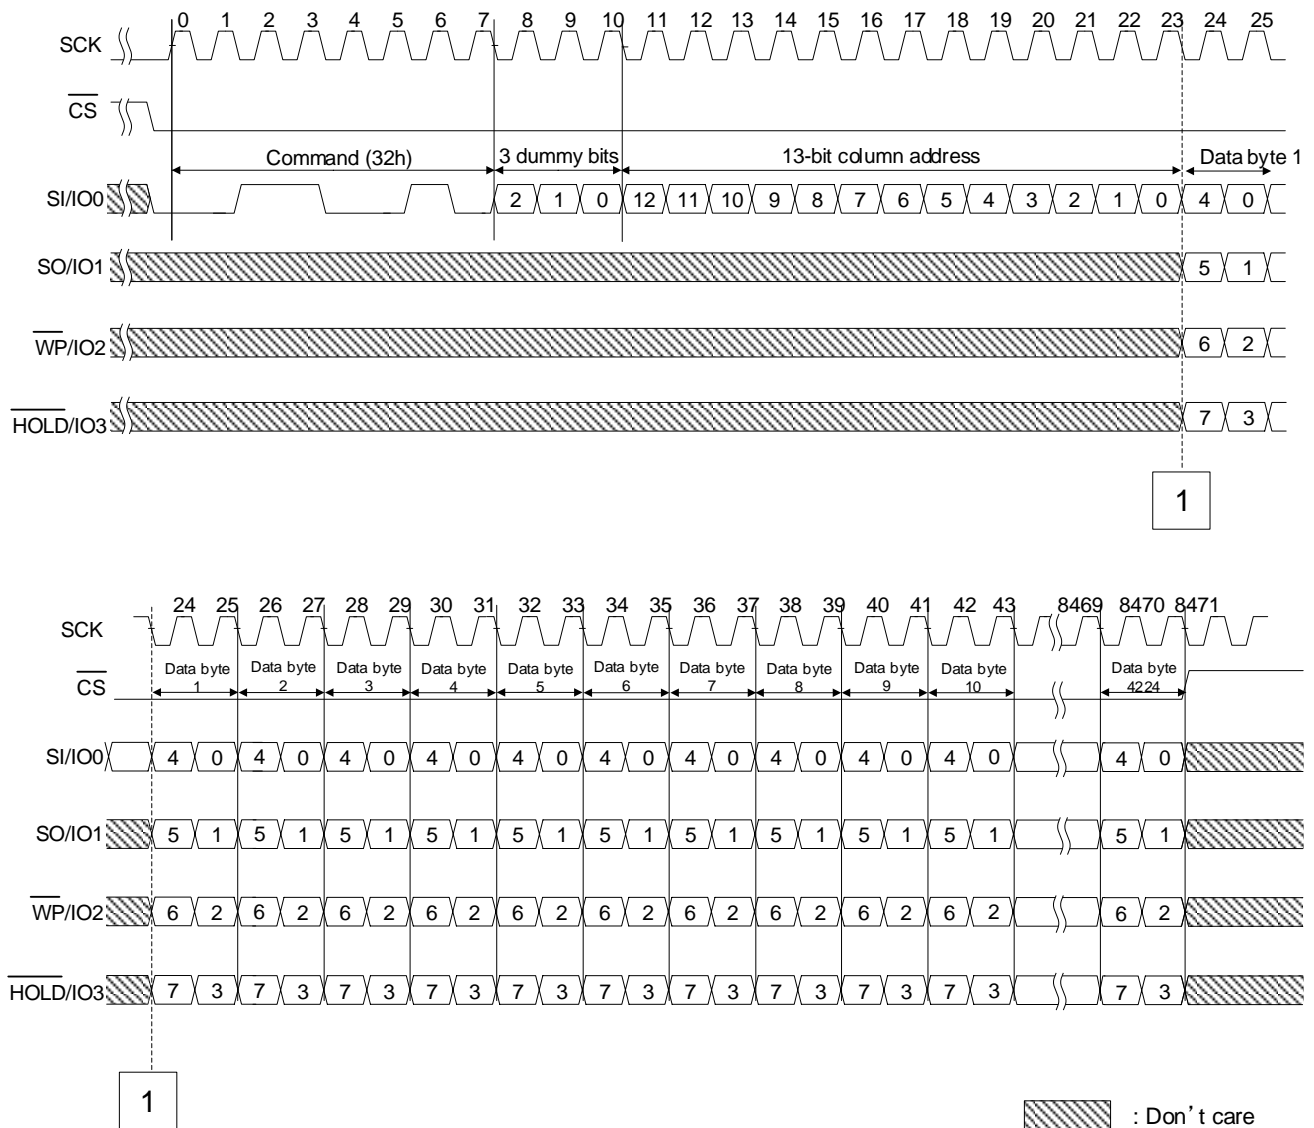 0 1 2 3 4 5 6 7 8 9 10 11 12 13 14 15 16 17 18 19 20 21 22 23 24 25
SCK
CS
Command (32h) 3 dummy bits 13-bit column address Data byte 1
SI/IO0 2 1 0 12 11 10 9 8 7 6 5 4 3 2 1 0 4 0
SO/IO1 5 1
WP/IO2 6 2
HOLD/IO3 7 3
1
24 25 26 27 28 29 30 31 32 33 34 35 36 37 38 39 40 41 42 43 8469 8470 8471
SCK
Data byte Data byte Data byte Data byte Data byte Data byte Data byte Data byte Data byte Data byte Data byte
CS 1 2 3 4 5 6 7 8 9 10 4224
SI/IO0 4 0 4 0 4 0 4 0 4 0 4 0 4 0 4 0 4 0 4 0 4 0
SO/IO1 5 1 5 1 5 1 5 1 5 1 5 1 5 1 5 1 5 1 5 1 5 1
WP/IO2 6 2 6 2 6 2 6 2 6 2 6 2 6 2 6 2 6 2 6 2 6 2
HOLD/IO3 7 3 7 3 7 3 7 3 7 3 7 3 7 3 7 3 7 3 7 3 7 3
1
: Don't care